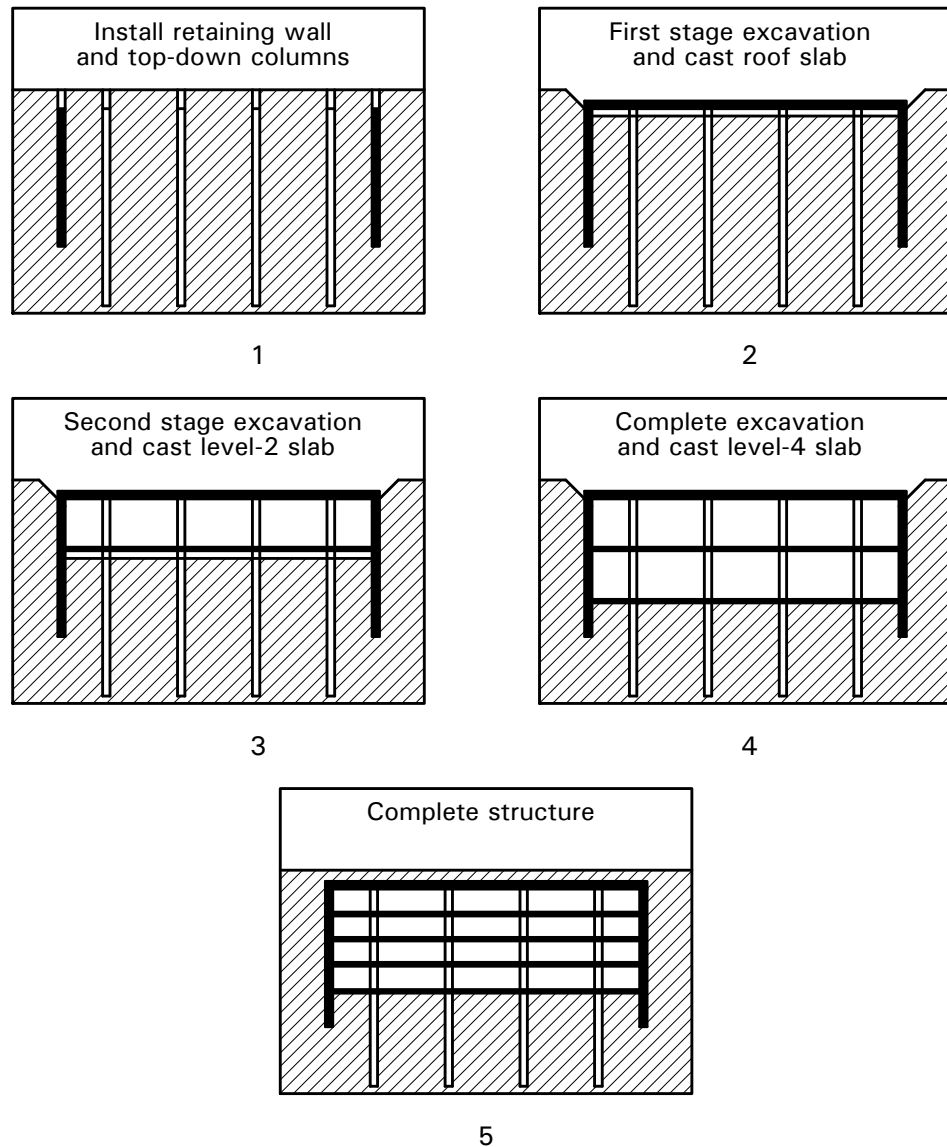 Install retaining wall
and top-down columns
1
First stage excavation
and cast roof slab
2
Second stage excavation
and cast level-2 slab
3
Complete excavation
and cast level-4 slab
4
Complete structure
5